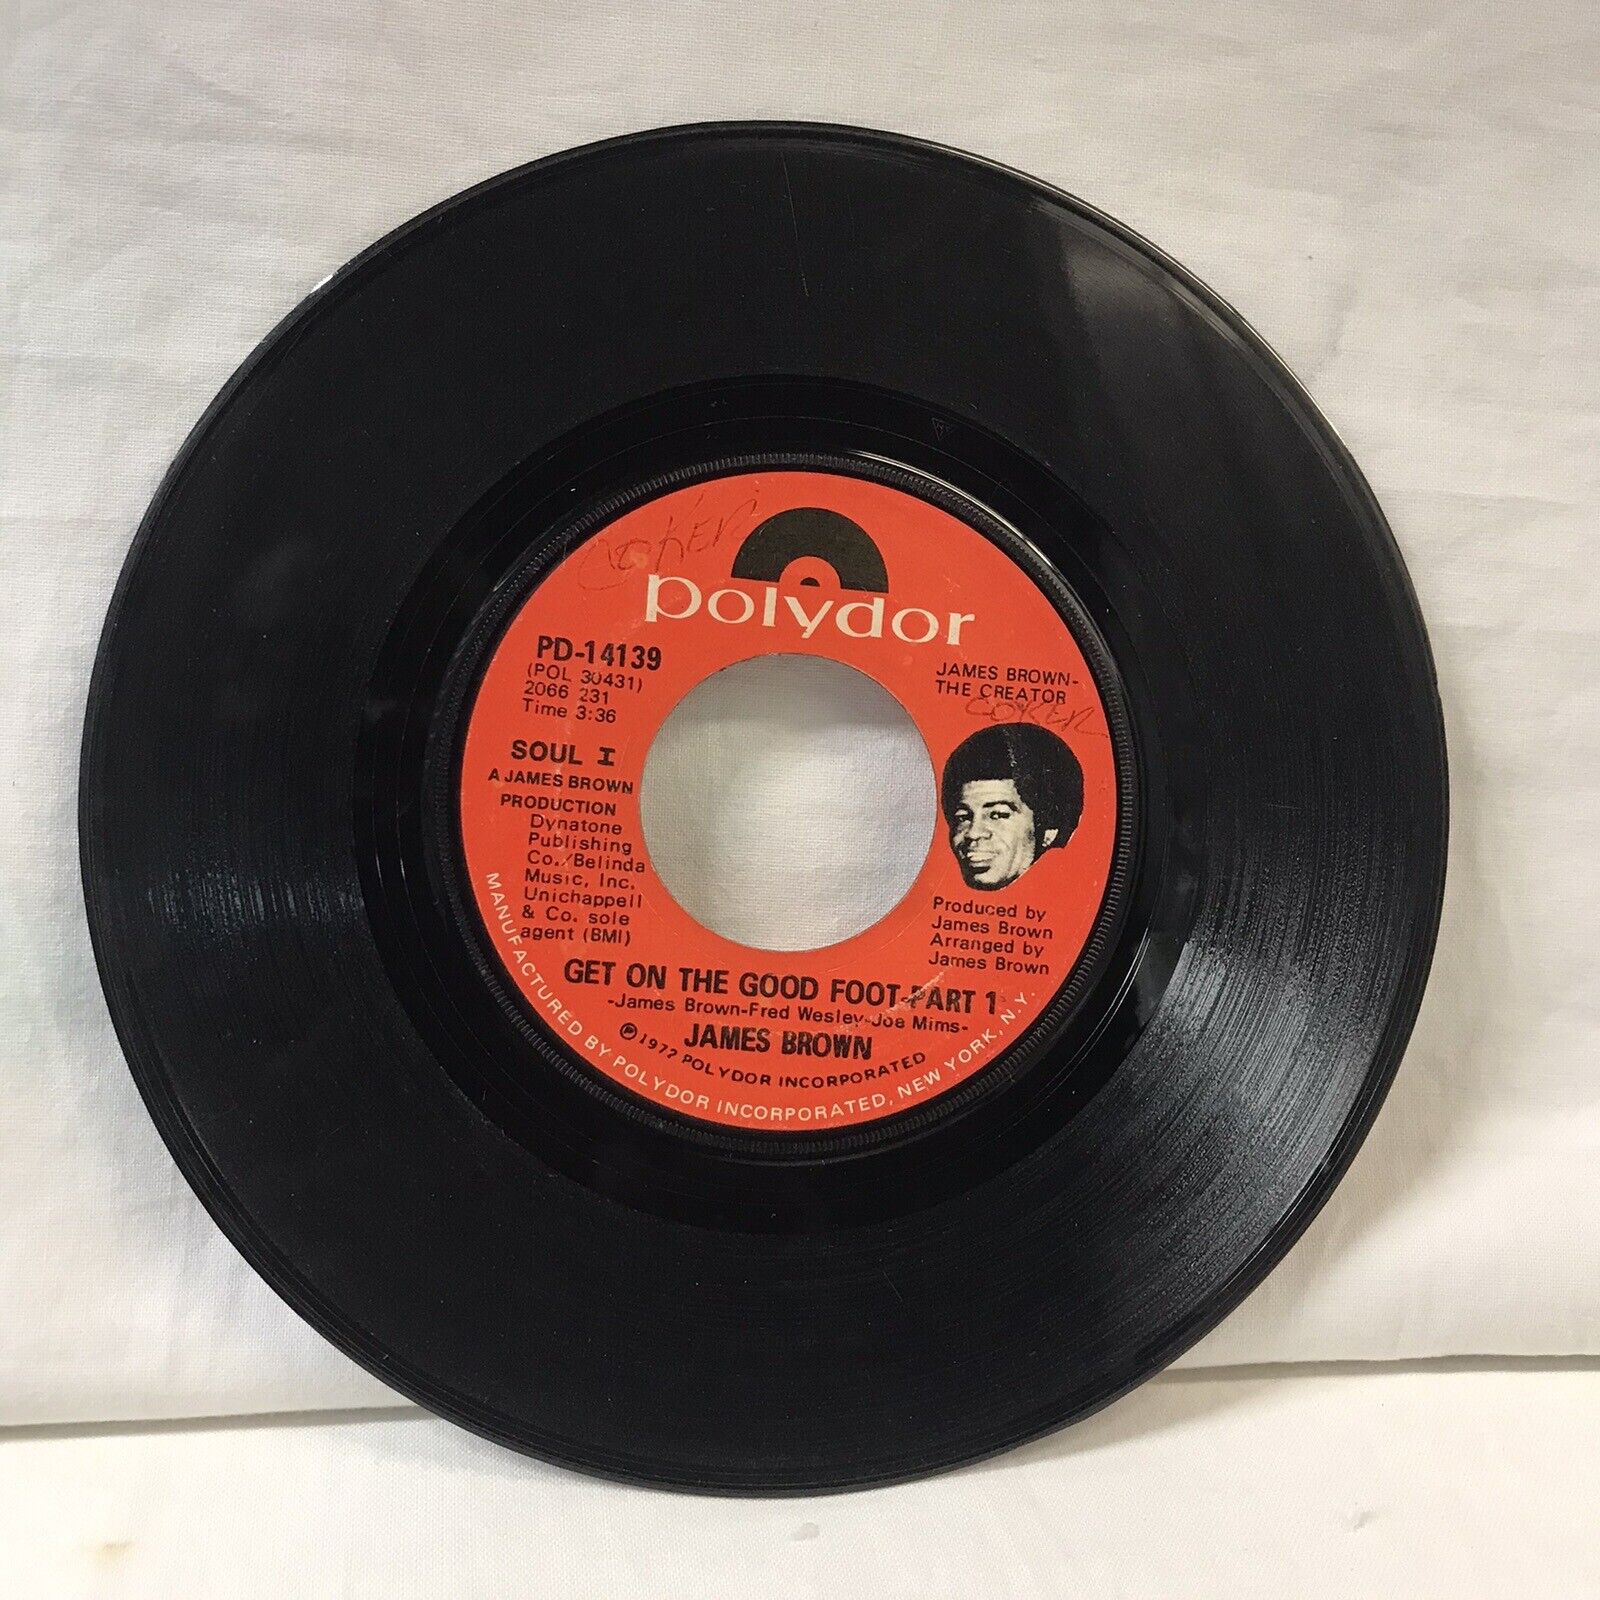 polydor
PD-14139
(POL 30431)
2066 231
Time 3:36
SOUL I
A JAMES BROWN
PRODUCTION
Dynatone
Publishing
Co./Belinda
Music, Inc.
Unichappell
& Co. sole
agent (BMI)
JAMES BROWN-
THE CREATOR
COKER
Produced by
James Brown
Arranged by
James Brown
GET ON THE GOOD FOOT-PART 1
-James Brown-Fred Wesley-Joe Mims-
JAMES BROWN
℗1972 POLYDOR INCORPORATED
MANUFACTURED BY POLYDOR INCORPORATED, NEW YORK, N.Y.